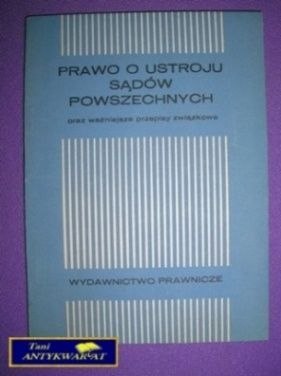 PRAWO O USTROJU
SĄDÓW
POWSZECHNYCH
oraz ważniejsze przepisy związkowe
WYDAWNICTWO PRAWNICZE
Tani
ANTYKWARIAT